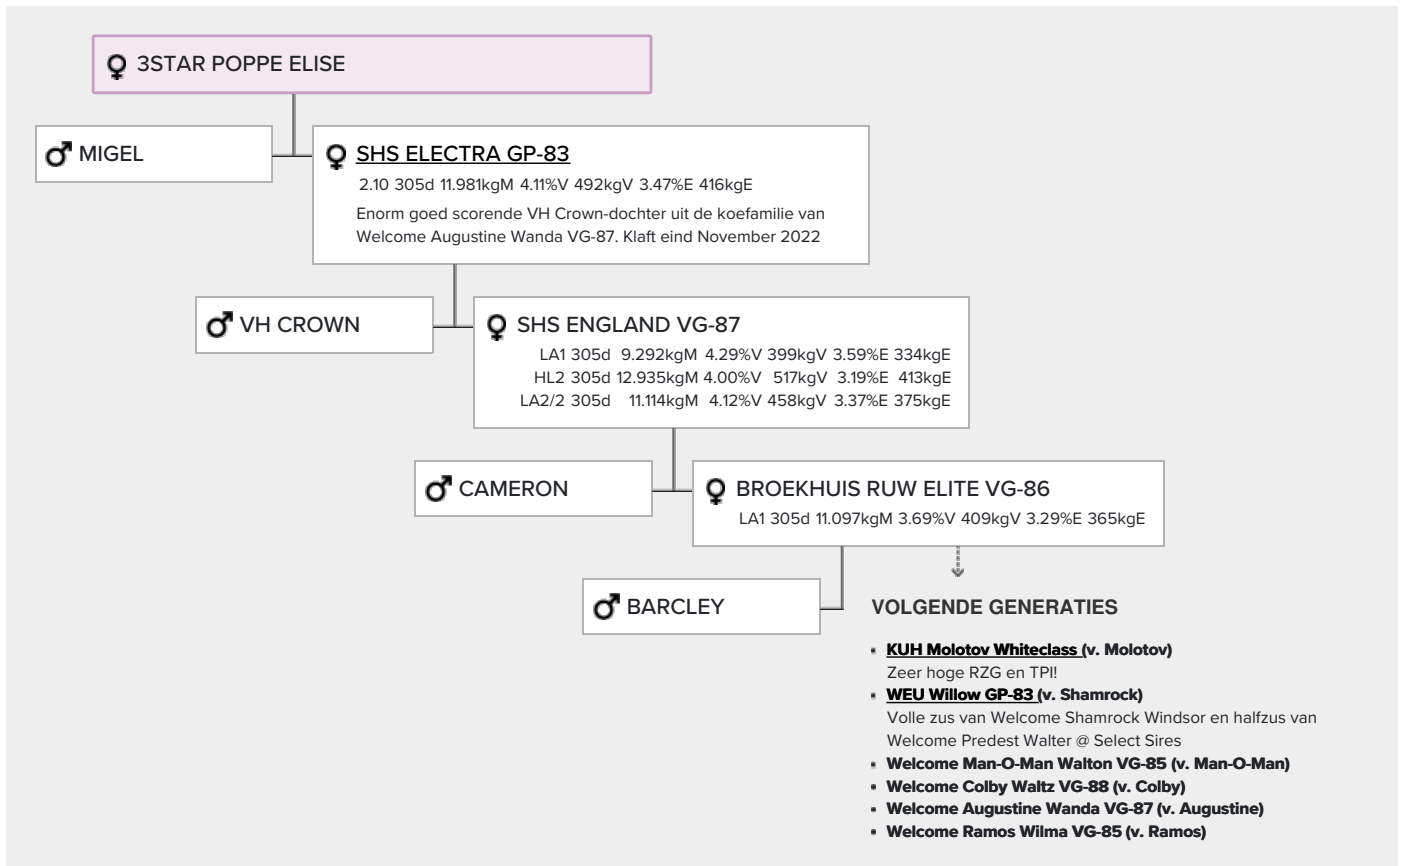 3STAR POPPE ELISE
MIGEL
SHS ELECTRA GP-83
2.10 305d 11.981kgM 4.11%V 492kgV 3.47%E 416kgE
Enorm goed scorende VH Crown-dochter uit de koefamilie van
Welcome Augustine Wanda VG-87. Klaft eind November 2022
VH CROWN
SHS ENGLAND VG-87
LA1 305d 9.292kgM 4.29%V 399kgV 3.59%E 334kgE
HL2 305d 12.935kgM 4.00%V 517kgV 3.19%E 413kgE
LA2/2 305d 11.114kgM 4.12%V 458kgV 3.37%E 375kgE
CAMERON
BROEKHUIS RUW ELITE VG-86
LA1 305d 11.097kgM 3.69%V 409kgV 3.29%E 365kgE
BARCLEY
VOLGENDE GENERATIES
KUH Molotov Whiteclass (v. Molotov)
Zeer hoge RZG en TPI!
WEU Willow GP-83 (v. Shamrock)
Volle zus van Welcome Shamrock Windsor en halfzus van
Welcome Predest Walter @ Select Sires
Welcome Man-O-Man Walton VG-85 (v. Man-O-Man)
Welcome Colby Waltz VG-88 (v. Colby)
Welcome Augustine Wanda VG-87 (v. Augustine)
Welcome Ramos Wilma VG-85 (v. Ramos)